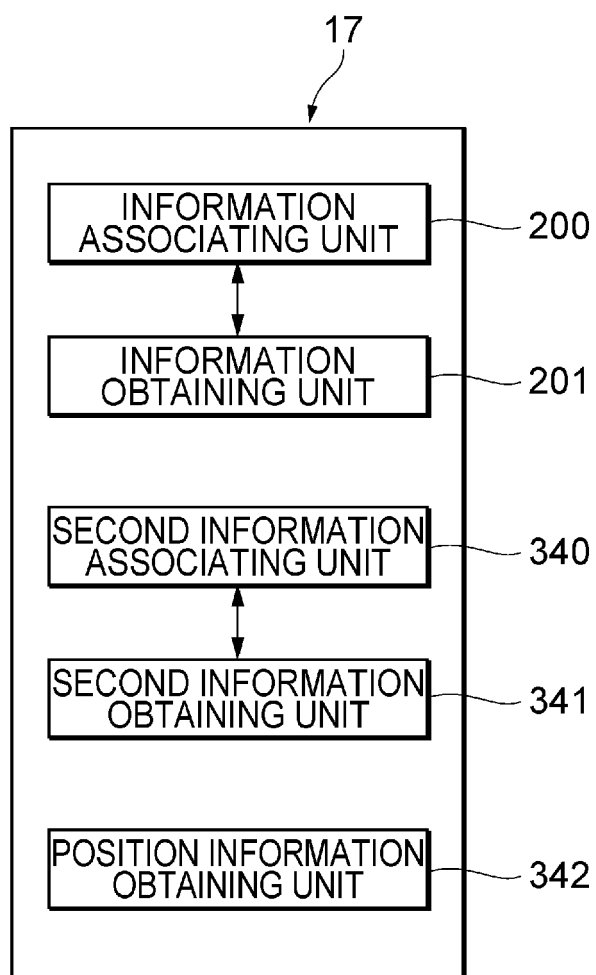 17
INFORMATION
ASSOCIATING UNIT
200
INFORMATION
OBTAINING UNIT
201
SECOND INFORMATION
ASSOCIATING UNIT
340
SECOND INFORMATION
OBTAINING UNIT
341
POSITION INFORMATION
OBTAINING UNIT
342